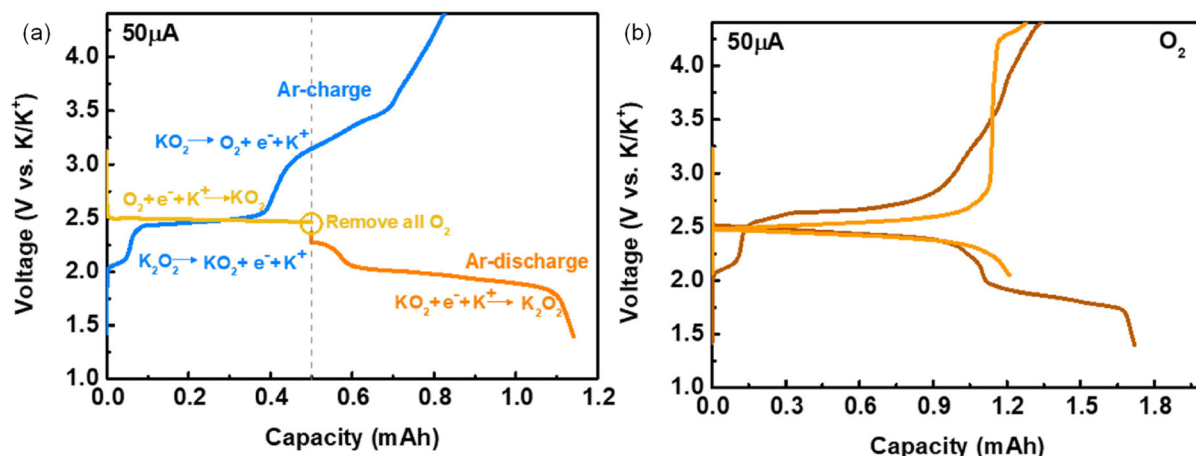 (a)
50μA
Ar-charge
KO₂→O₂+ e⁻+K⁺
O₂+e⁻+K⁺→KO₂
Remove all O₂
K₂O₂→KO₂+ e⁻+K⁺
Ar-discharge
KO₂+e⁻+K⁺→K₂O₂
Voltage (V vs. K/K⁺)
4.0
3.5
3.0
2.5
2.0
1.5
1.0
0.0 0.2 0.4 0.6 0.8 1.0 1.2
Capacity (mAh)
(b)
50μA
O₂
Voltage (V vs. K/K⁺)
4.0
3.5
3.0
2.5
2.0
1.5
1.0
0.0 0.3 0.6 0.9 1.2 1.5 1.8
Capacity (mAh)